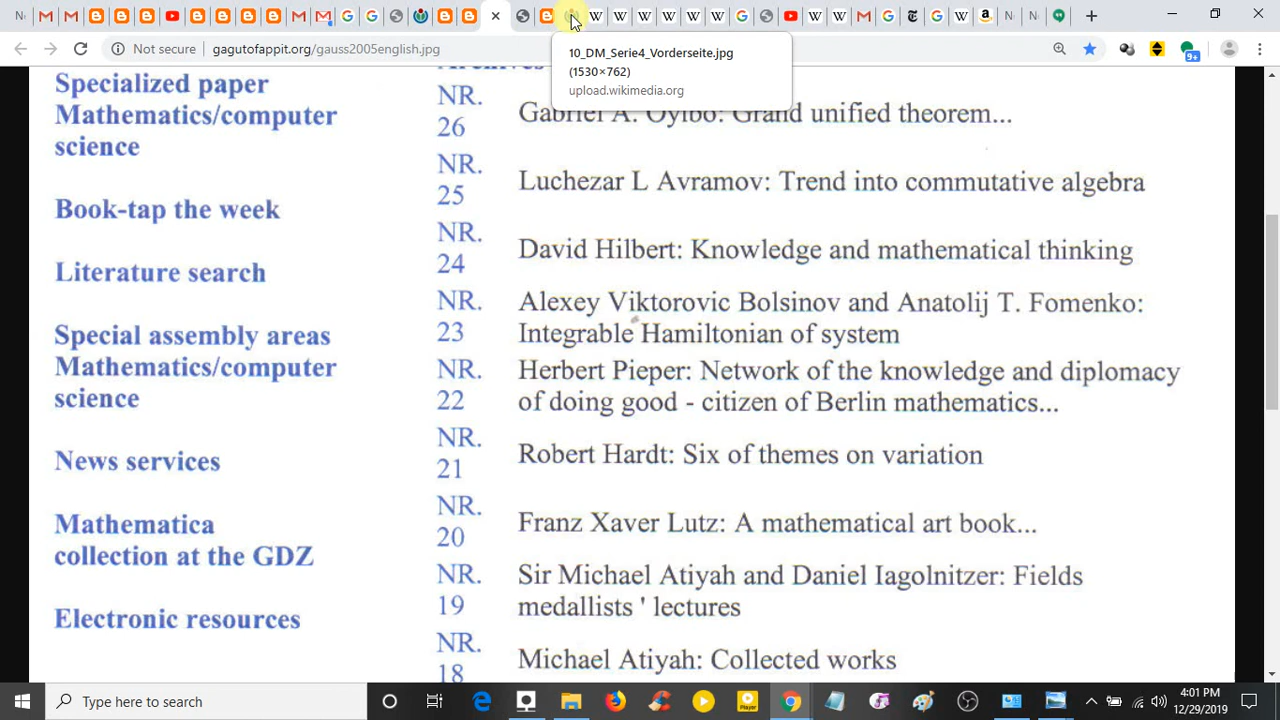 Not secure
gagutofappit.org/gauss2005english.jpg
9+
10_DM_Serie4_Vorderseite.jpg
(1530×762)
upload.wikimedia.org
Specialized paper
Mathematics/computer
science
Book-tap the week
Literature search
Special assembly areas
Mathematics/computer
science
News services
Mathematica
collection at the GDZ
Electronic resources
NR.
26
Gabriel A. Oyibo: Grand unified theorem...
NR.
25
Luchezar L Avramov: Trend into commutative algebra
NR.
24
David Hilbert: Knowledge and mathematical thinking
NR.
23
Alexey Viktorovic Bolsinov and Anatolij T. Fomenko:
Integrable Hamiltonian of system
NR.
22
Herbert Pieper: Network of the knowledge and diplomacy
of doing good - citizen of Berlin mathematics...
NR.
21
Robert Hardt: Six of themes on variation
NR.
20
Franz Xaver Lutz: A mathematical art book...
NR.
19
Sir Michael Atiyah and Daniel Iagolnitzer: Fields
medallists ' lectures
NR.
18
Michael Atiyah: Collected works
Type here to search
4:01 PM
12/29/2019